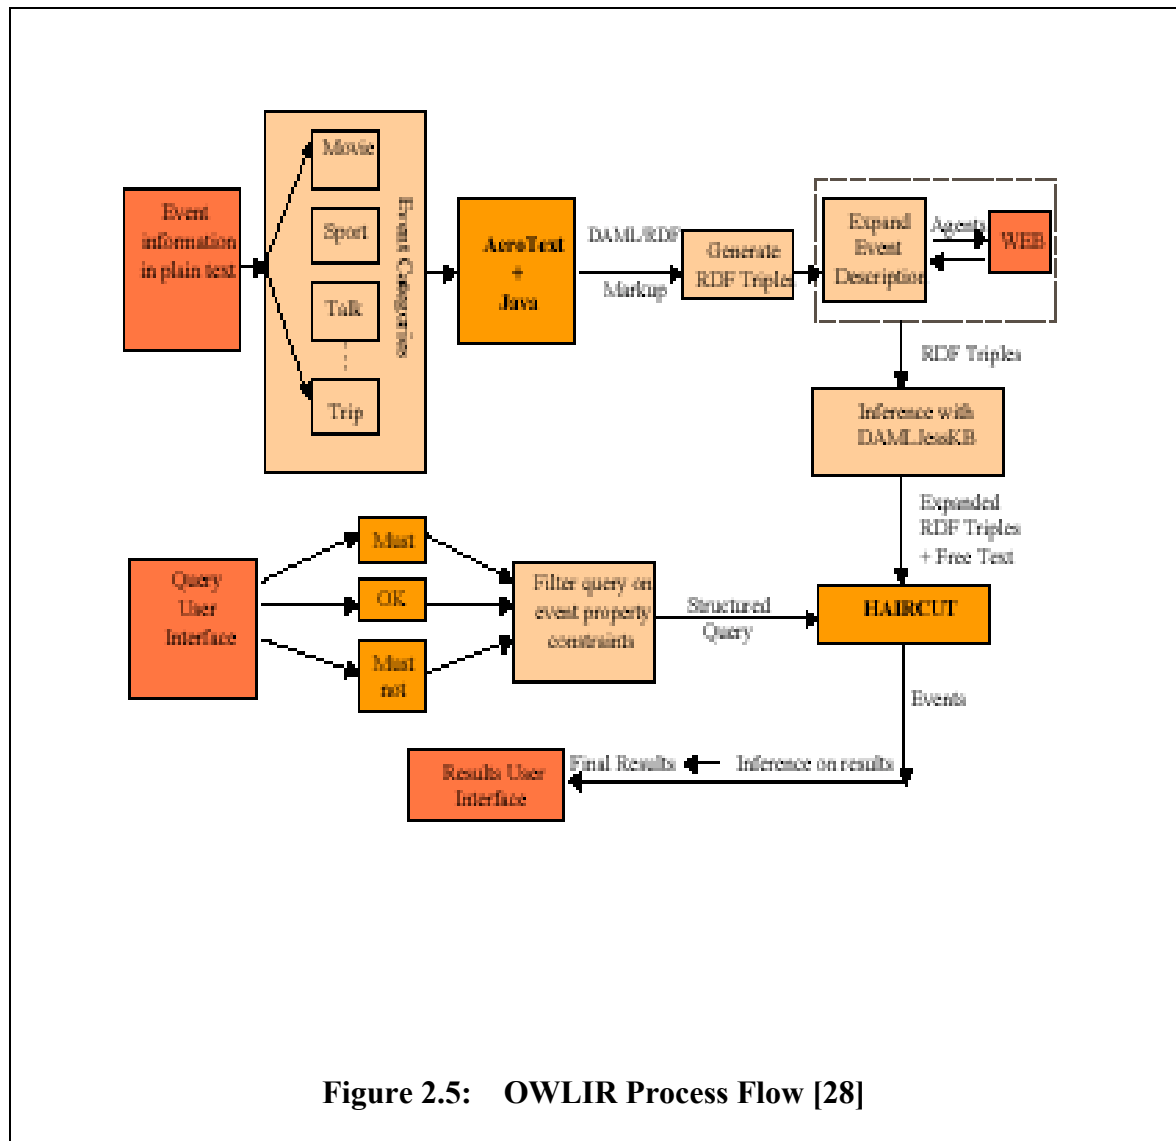 Event
information
in plain text
Movie
Sport
Talk
Trip
Event Categories
AeroText
+
Java
DAML/RDF
Markup
Generate
RDF Triples
Expand
Event
Description
Agents
WEB
RDF Triples
Inference with
DAMLJessKB
Expanded
RDF Triples
+ Free Text
Query
User
Interface
Must
OK
Must
not
Filter query on
event property
constraints
Structured
Query
HAIRCUT
Events
Inference on results
Final Results
Results User
Interface
Figure 2.5: OWLIR Process Flow [28]